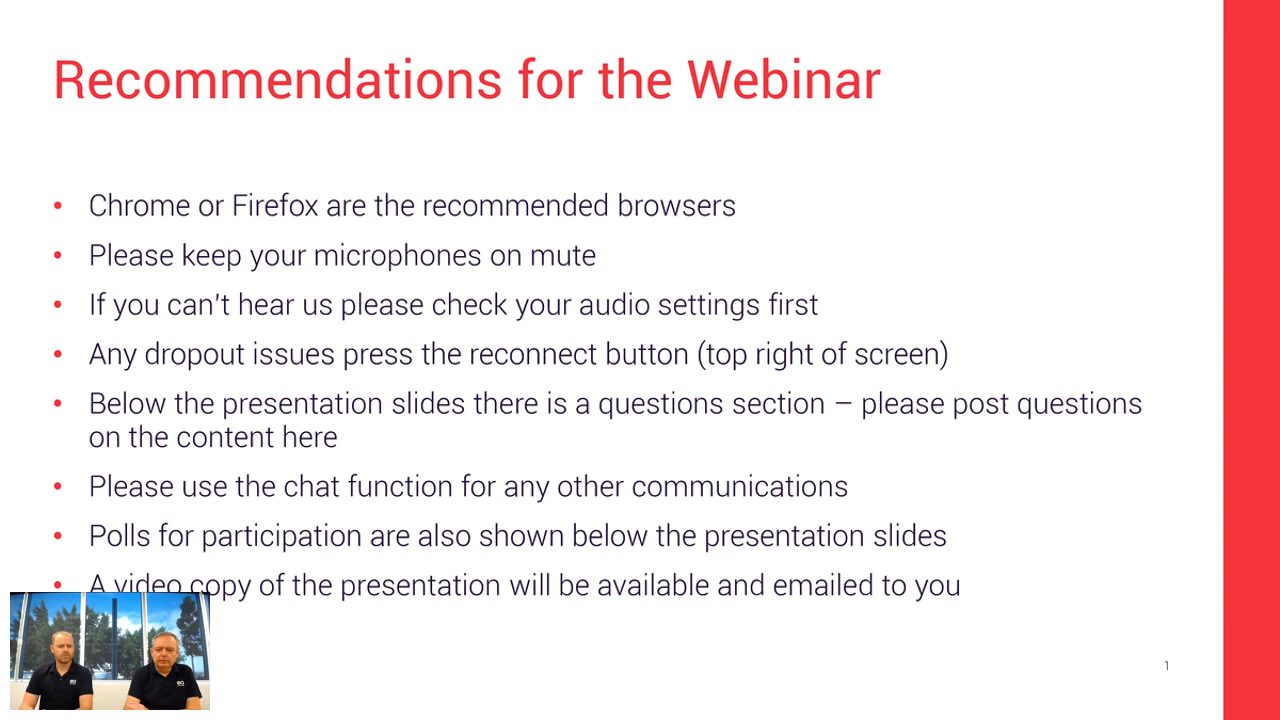 Recommendations for the Webinar
• Chrome or Firefox are the recommended browsers
• Please keep your microphones on mute
• If you can't hear us please check your audio settings first
• Any dropout issues press the reconnect button (top right of screen)
• Below the presentation slides there is a questions section – please post questions
on the content here
• Please use the chat function for any other communications
• Polls for participation are also shown below the presentation slides
• A video copy of the presentation will be available and emailed to you
1